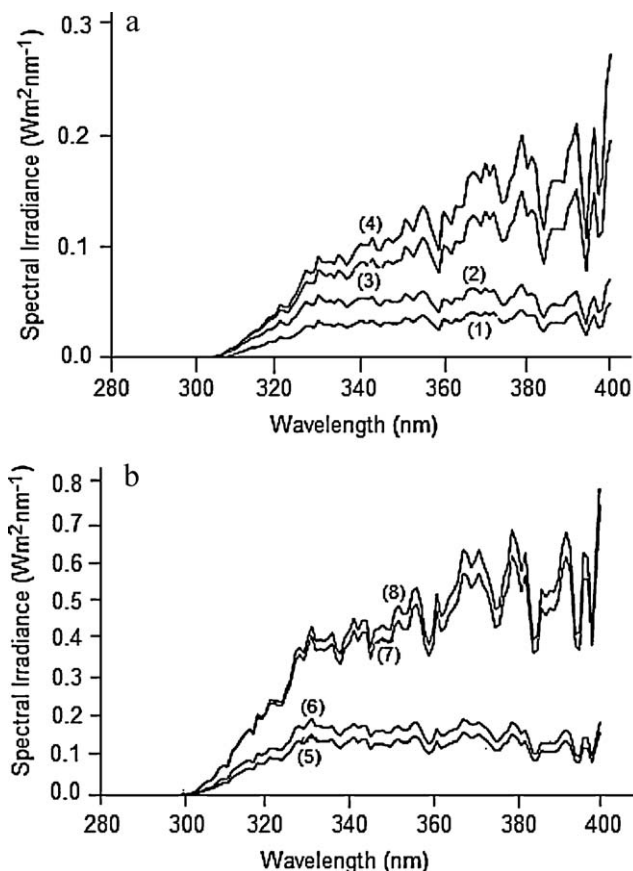 a
Spectral Irradiance (Wm²nm⁻¹)
0.3
0.2
0.1
0.0
(4)
(3)
(2)
(1)
280 300 320 340 360 380 400
Wavelength (nm)
b
Spectral Irradiance (Wm²nm⁻¹)
0.8
0.7
0.6
0.5
0.4
0.3
0.2
0.1
0.0
(8)
(7)
(6)
(5)
280 300 320 340 360 380 400
Wavelength (nm)